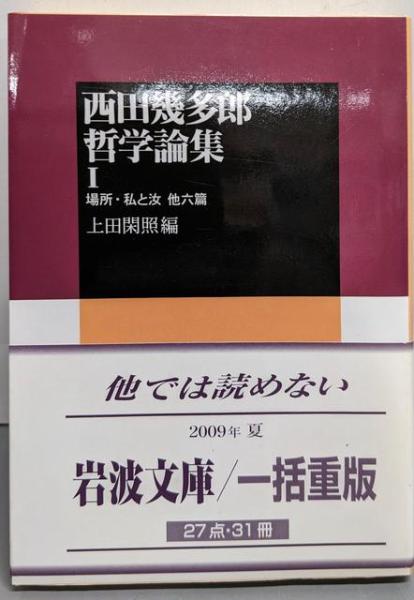 西田幾多郎
哲学論集
I
場所・私と汝 他六篇
上田閑照編
他では読めない
2009年 夏
岩波文庫/一括重版
27点・31冊